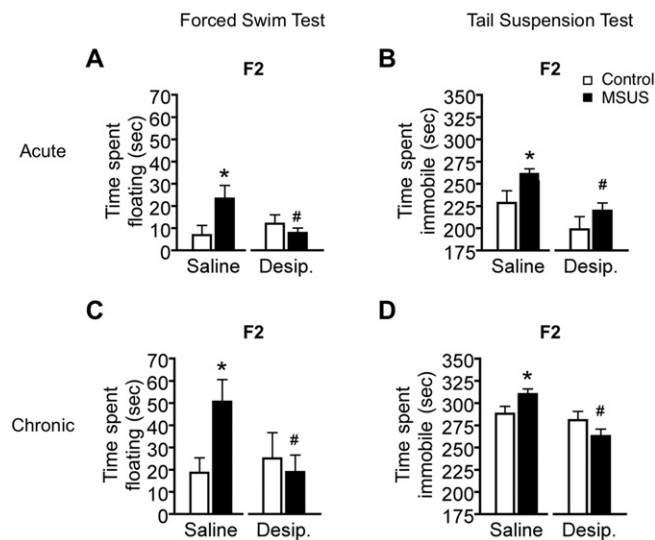 Forced Swim Test
Tail Suspension Test
Acute
A
F2
Time spent
floating (sec)
70
60
50
40
30
20
10
0
*
#
Saline
Desip.
B
F2
Control
MSUS
Time spent
immobile (sec)
350
325
300
275
250
225
200
175
*
#
Saline
Desip.
Chronic
C
F2
Time spent
floating (sec)
70
60
50
40
30
20
10
0
*
#
Saline
Desip.
D
F2
Time spent
immobile (sec)
350
325
300
275
250
225
200
175
*
#
Saline
Desip.